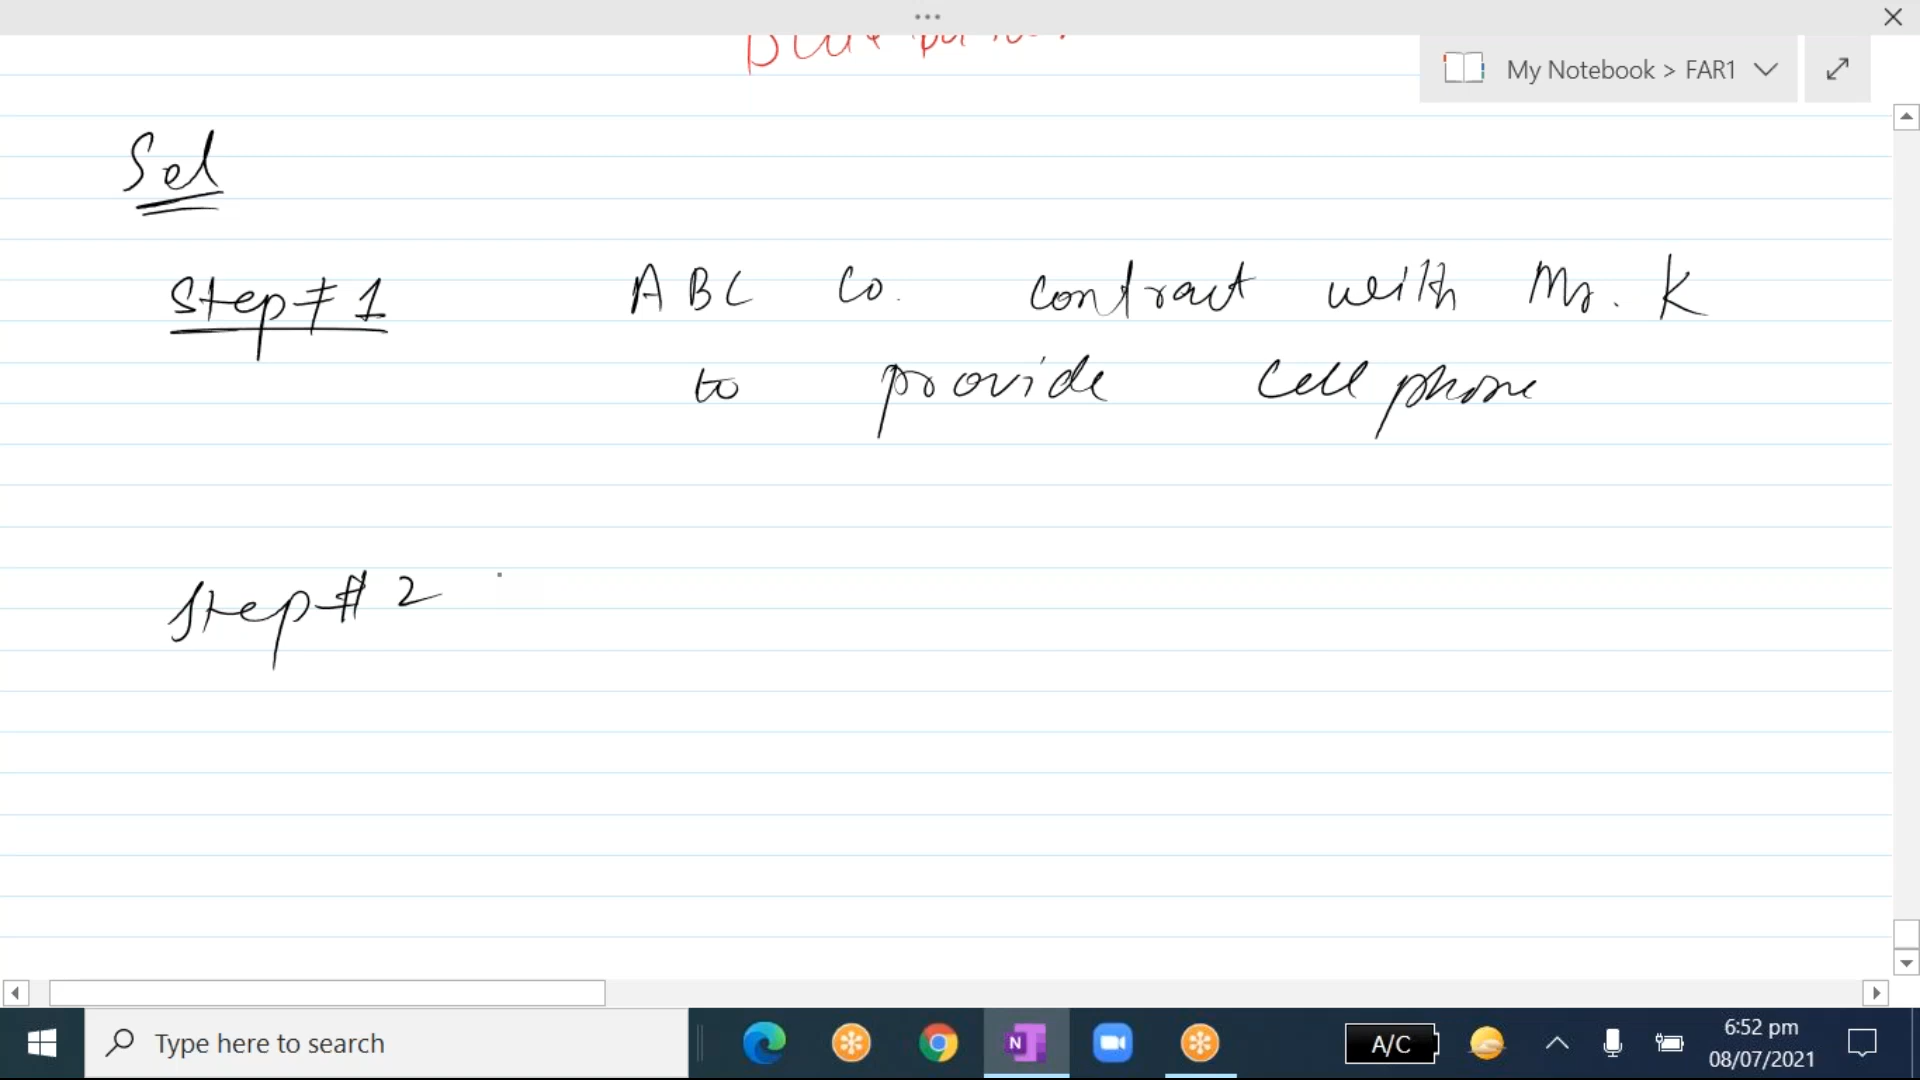 My Notebook > FAR1
Sol
Step # 1 ABC Co. contract with Mr. K
to provide cell phone
Step # 2
Type here to search
A/C
6:52 pm
08/07/2021